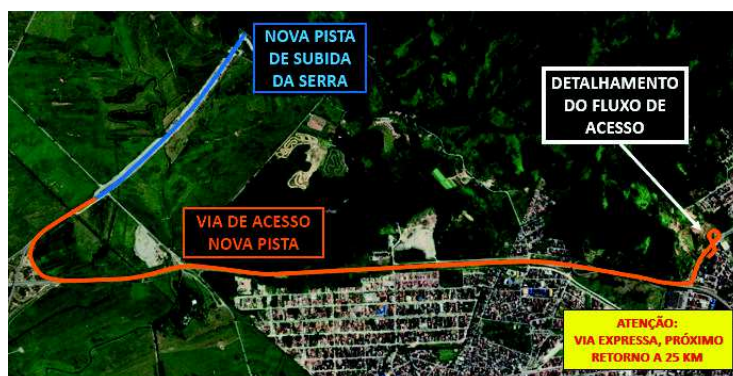 NOVA PISTA
DE SUBIDA
DA SERRA
DETALHAMENTO
DO FLUXO DE
ACESSO
VIA DE ACESSO
NOVA PISTA
ATENÇÃO:
VIA EXPRESSA, PRÓXIMO
RETORNO A 25 KM